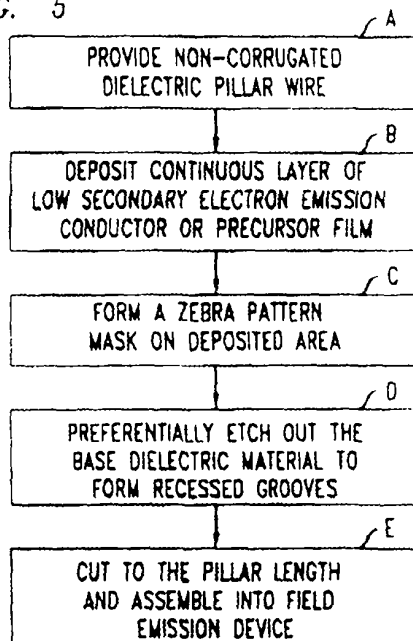 G. 5
A
PROVIDE NON-CORRUGATED
DIELECTRIC PILLAR WIRE
B
DEPOSIT CONTINUOUS LAYER OF
LOW SECONDARY ELECTRON EMISSION
CONDUCTOR OR PRECURSOR FILM
C
FORM A ZEBRA PATTERN
MASK ON DEPOSITED AREA
D
PREFERENTIALLY ETCH OUT THE
BASE DIELECTRIC MATERIAL TO
FORM RECESSED GROOVES
E
CUT TO THE PILLAR LENGTH
AND ASSEMBLE INTO FIELD
EMISSION DEVICE